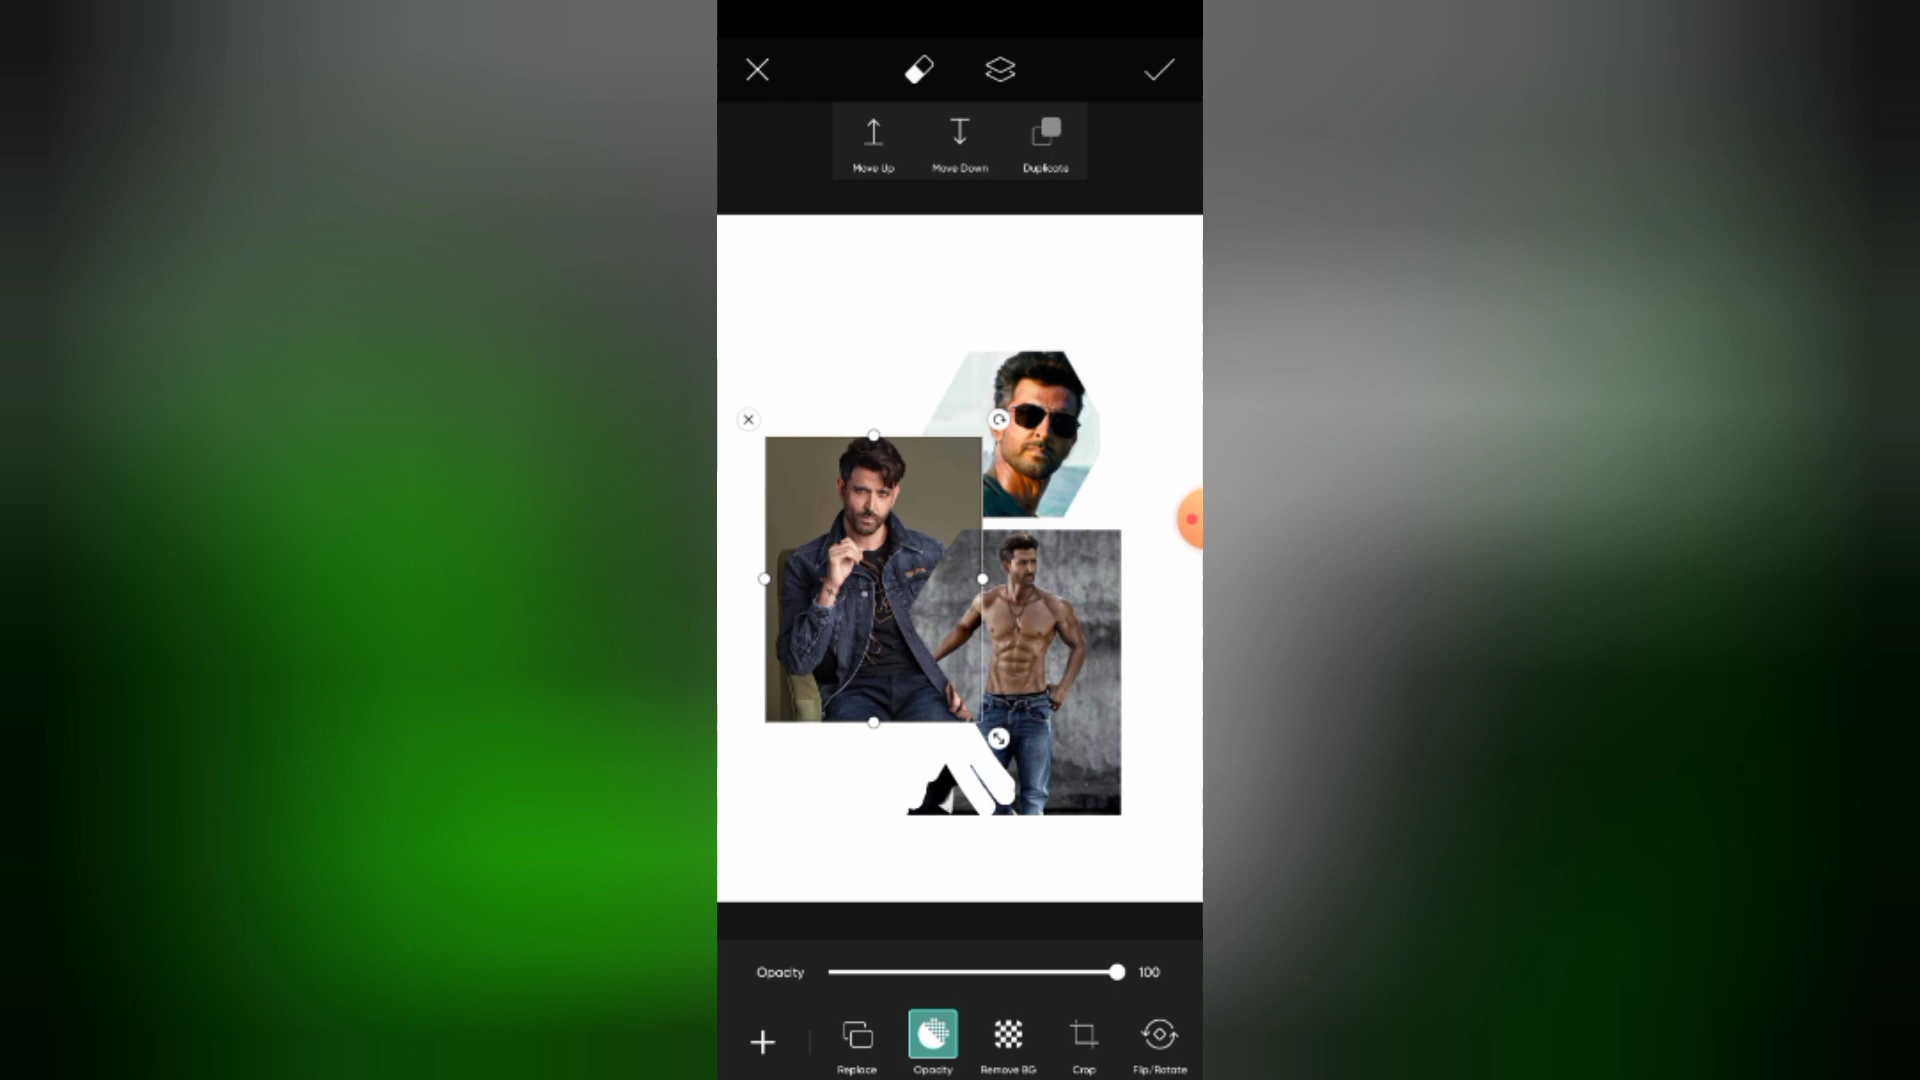 Move Up Move Down Duplicate
Opacity 100
Replace Opacity Remove BG Crop Flip/Rotate